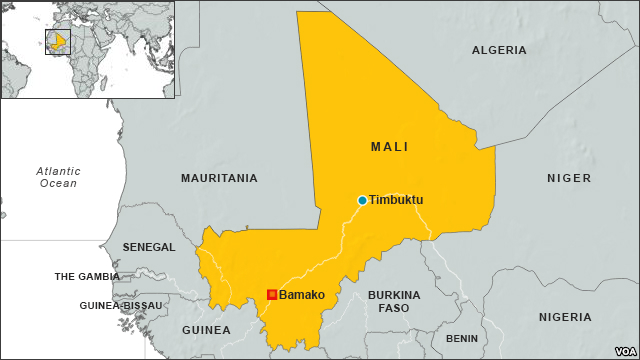 ALGERIA
MALI
Atlantic
Ocean
MAURITANIA
NIGER
Timbuktu
SENEGAL
THE GAMBIA
Bamako
BURKINA
FASO
GUINEA-BISSAU
NIGERIA
GUINEA
BENIN
VOA